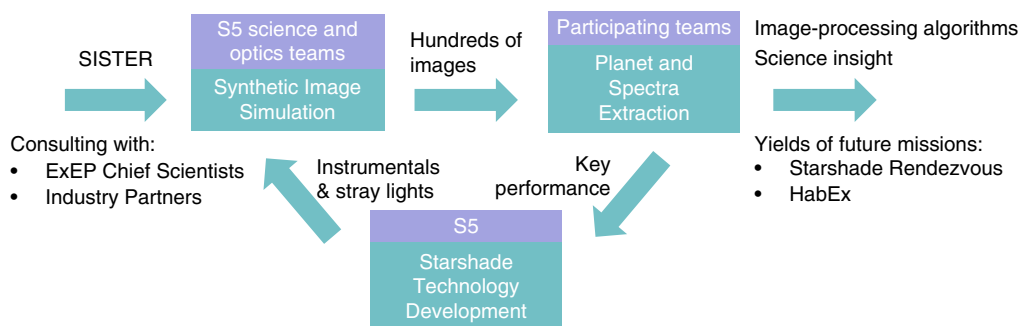 SISTER
Consulting with:
• ExEP Chief Scientists
• Industry Partners
S5 science and
optics teams
Synthetic Image
Simulation
Hundreds of
images
Participating teams
Planet and
Spectra
Extraction
Image-processing algorithms
Science insight
Yields of future missions:
• Starshade Rendezvous
• HabEx
Key
performance
S5
Starshade
Technology
Development
Instrumentals
& stray lights